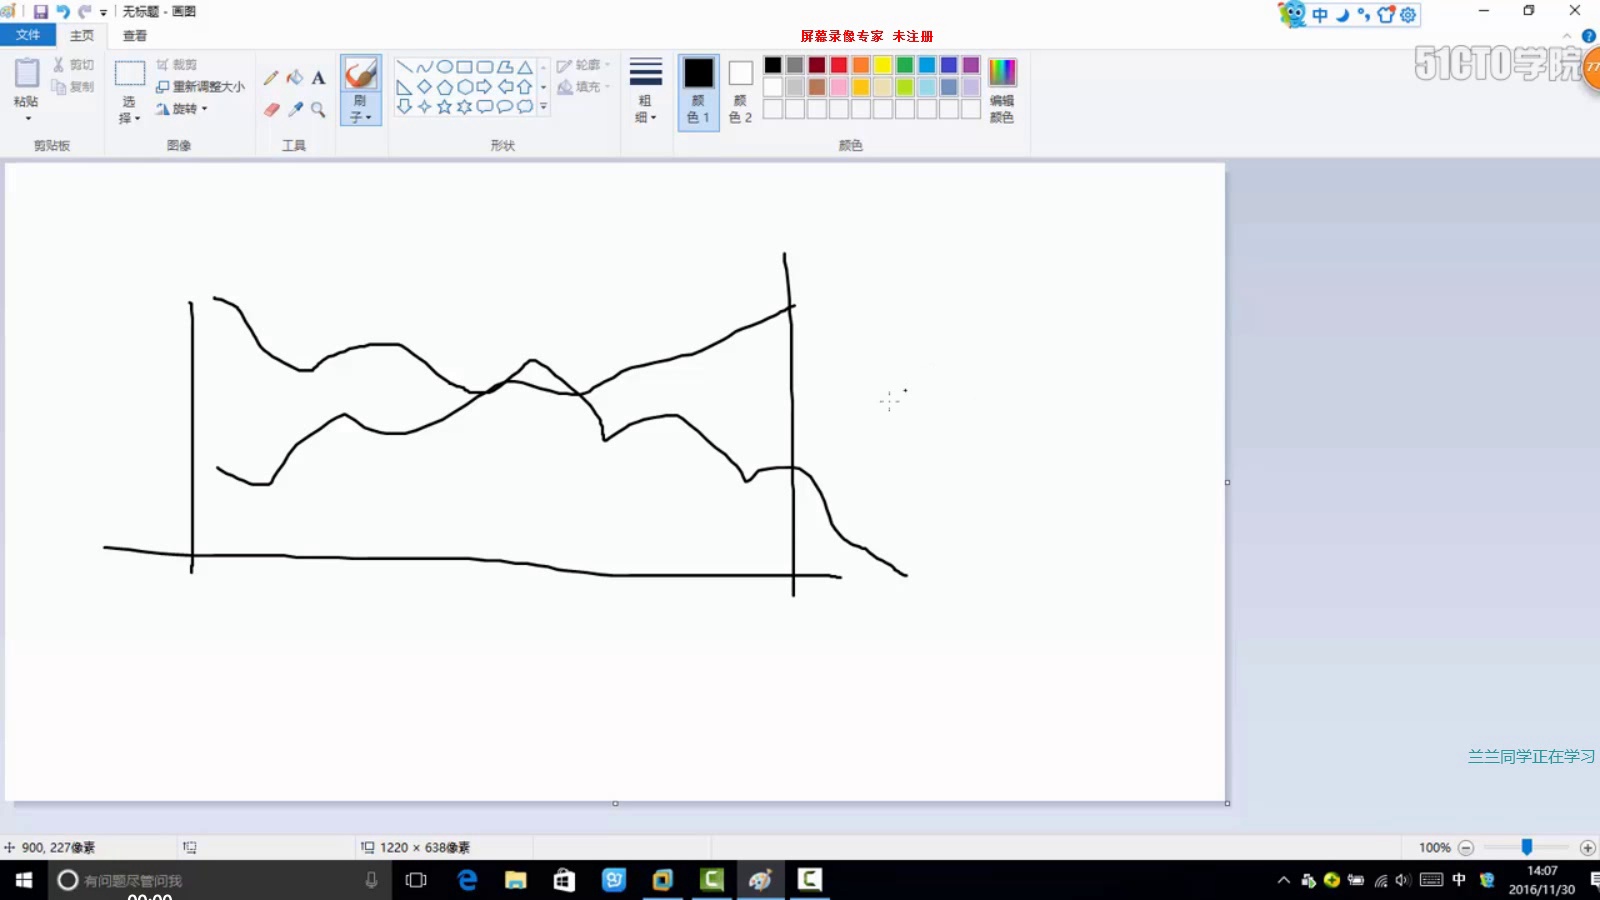 无标题 - 画图
中
文件 主页 查看
屏幕录像专家 未注册
51CTO学院
77
粘贴
剪切
复制
剪贴板
选择
裁剪
重新调整大小
旋转
图像
A
工具
刷子
轮廓
填充
形状
粗细
颜色 1
颜色 2
编辑颜色
颜色
兰兰同学正在学习
900, 227像素
1220 × 638像素
100%
有问题尽管问我
00:00
中
14:07
2016/11/30